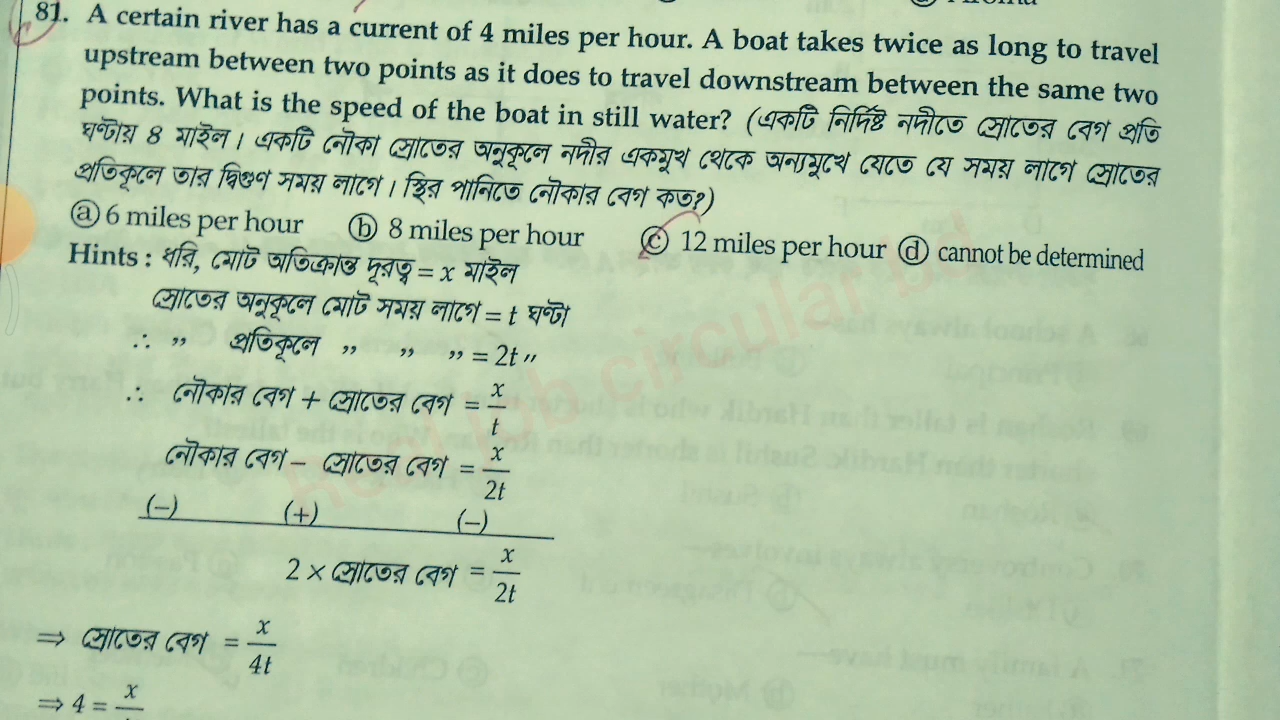 81. A certain river has a current of 4 miles per hour. A boat takes twice as long to travel
upstream between two points as it does to travel downstream between the same two
points. What is the speed of the boat in still water? (একটি নির্দিষ্ট নদীতে স্রোতের বেগ প্রতি
ঘণ্টায় ৪ মাইল। একটি নৌকা স্রোতের অনুকূলে নদীর একমুখ থেকে অন্যমুখে যেতে যে সময় লাগে স্রোতের
প্রতিকূলে তার দ্বিগুণ সময় লাগে। স্থির পানিতে নৌকার বেগ কত?)
ⓐ 6 miles per hour ⓑ 8 miles per hour ⓒ 12 miles per hour ⓓ cannot be determined
Hints : ধরি, মোট অতিক্রান্ত দূরত্ব = x মাইল
স্রোতের অনুকূলে মোট সময় লাগে = t ঘণ্টা
∴ ,, প্রতিকূলে ,, ,, ,, = 2t ,,
∴ নৌকার বেগ + স্রোতের বেগ = x/t
নৌকার বেগ – স্রোতের বেগ = x/2t
(–) (+) (–)
2 × স্রোতের বেগ = x/2t
⇒ স্রোতের বেগ = x/4t
⇒ 4 = x